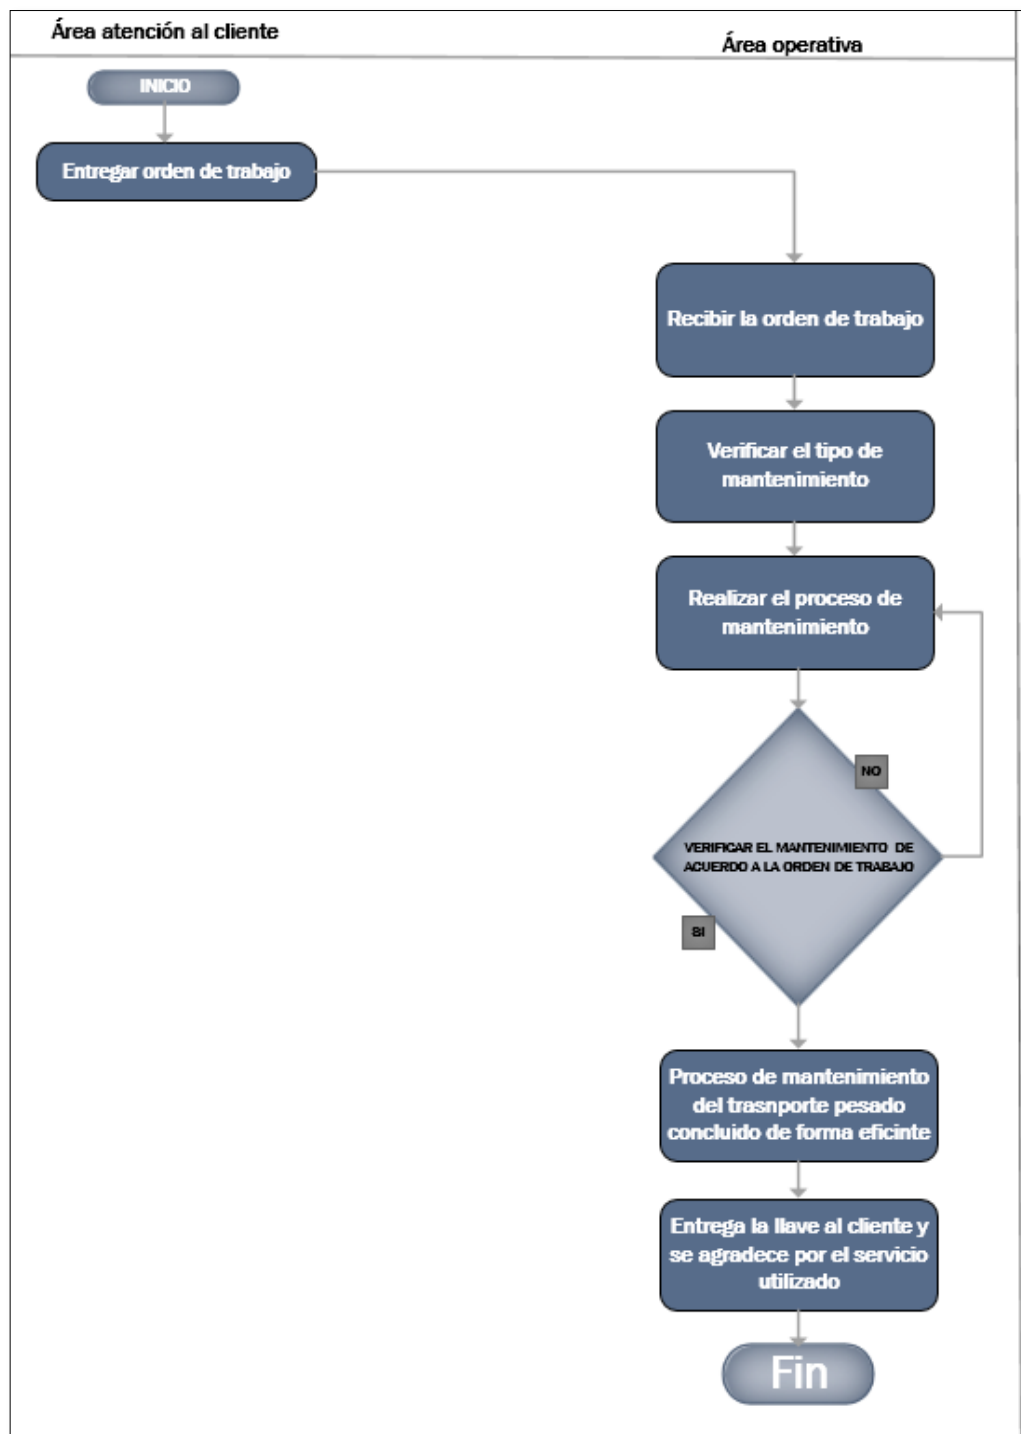 Área atención al cliente
Área operativa
INICIO
Entregar orden de trabajo
Recibir la orden de trabajo
Verificar el tipo de
mantenimiento
Realizar el proceso de
mantenimiento
NO
VERIFICAR EL MANTENIMIENTO DE
ACUERDO A LA ORDEN DE TRABAJO
SI
Proceso de mantenimiento
del trasnporte pesado
concluido de forma eficinte
Entrega la llave al cliente y
se agradece por el servicio
utilizado
Fin